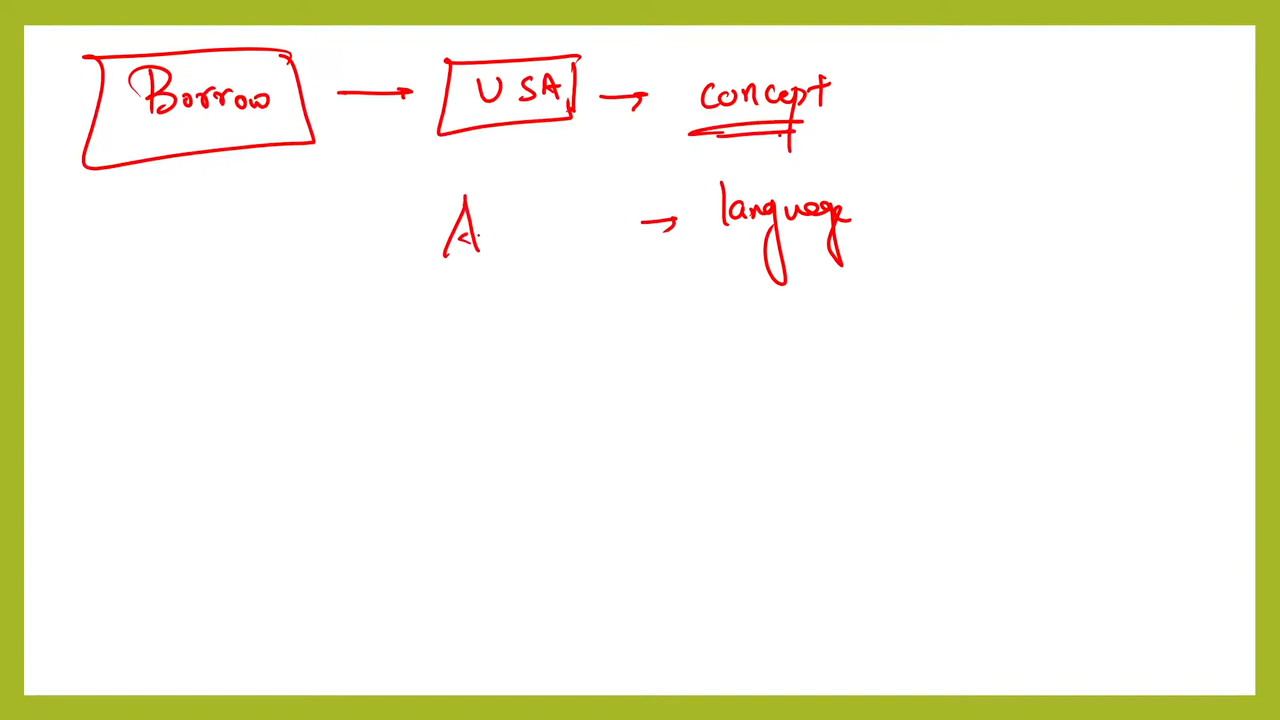 Borrow → USA → concept
A → language